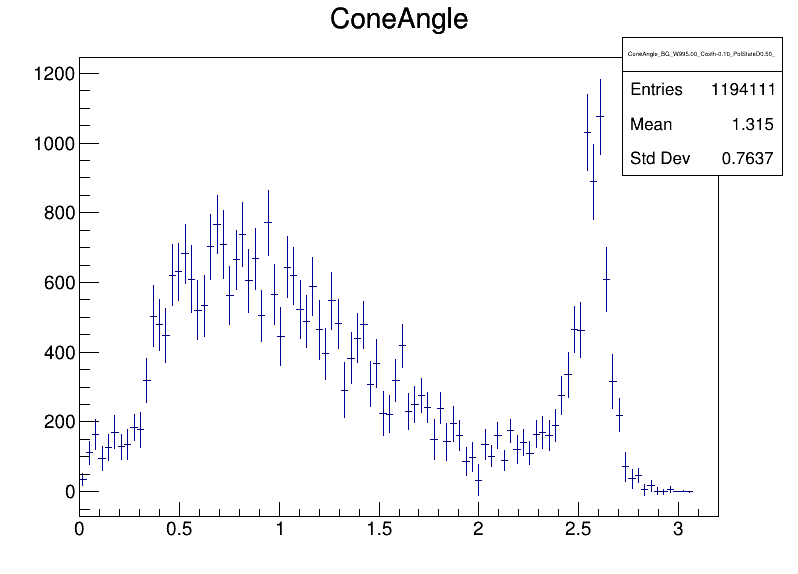 ConeAngle
ConeAngle_BG_W995.00_Costh-0.10_PolStateD0.50_
Entries 1194111
Mean 1.315
Std Dev 0.7637
1200
1000
800
600
400
200
0
0 0.5 1 1.5 2 2.5 3